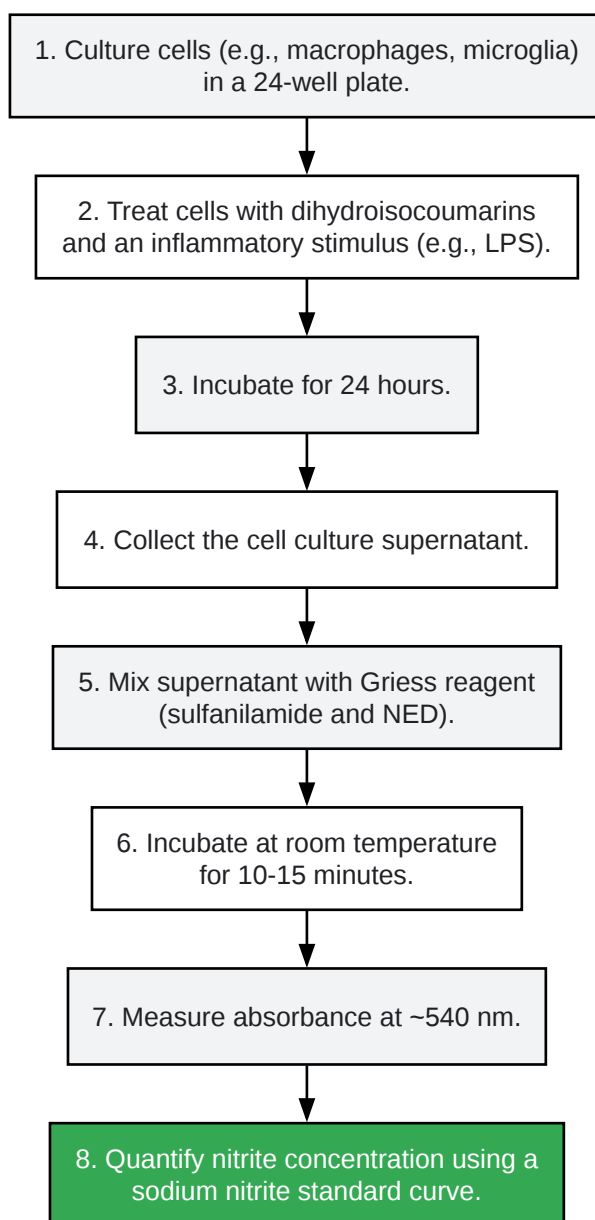 1. Culture cells (e.g., macrophages, microglia)
in a 24-well plate.
2. Treat cells with dihydroisocoumarins
and an inflammatory stimulus (e.g., LPS).
3. Incubate for 24 hours.
4. Collect the cell culture supernatant.
5. Mix supernatant with Griess reagent
(sulfanilamide and NED).
6. Incubate at room temperature
for 10-15 minutes.
7. Measure absorbance at ~540 nm.
8. Quantify nitrite concentration using a
sodium nitrite standard curve.